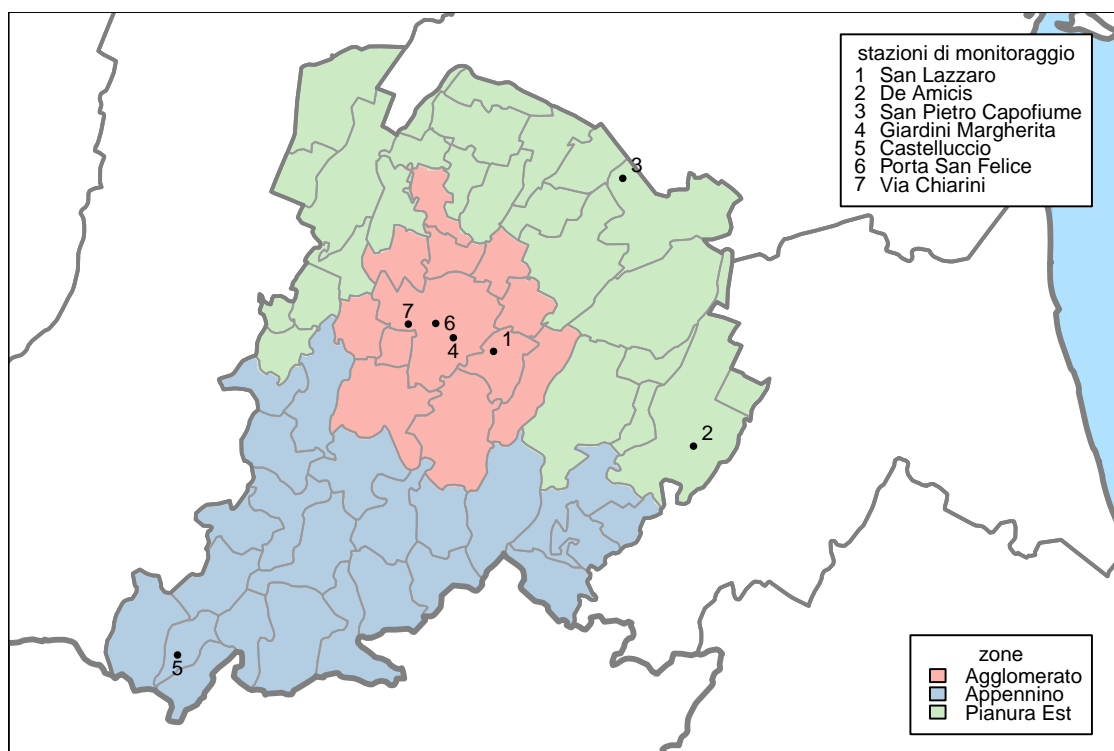 stazioni di monitoraggio
1 San Lazzaro
2 De Amicis
3 San Pietro Capofiume
4 Giardini Margherita
5 Castelluccio
6 Porta San Felice
7 Via Chiarini
3
7
6
4
1
2
5
zone
Agglomerato
Appennino
Pianura Est